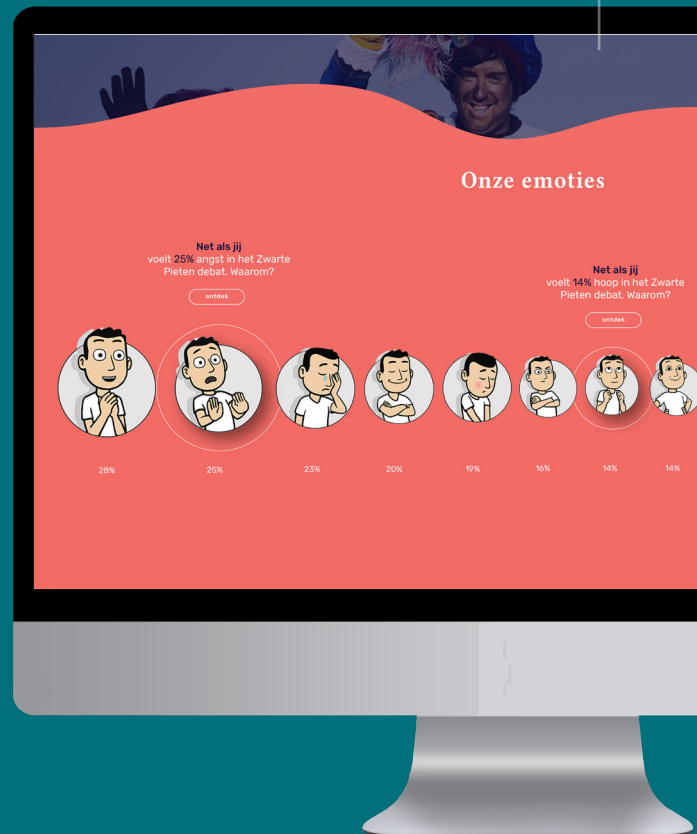 Onze emoties
Net als jij
voelt 25% angst in het Zwarte
Pieten debat. Waarom?
ontdek
Net als jij
voelt 14% hoop in het Zwarte
Pieten debat. Waarom?
ontdek
28%
25%
23%
20%
19%
16%
14%
14%